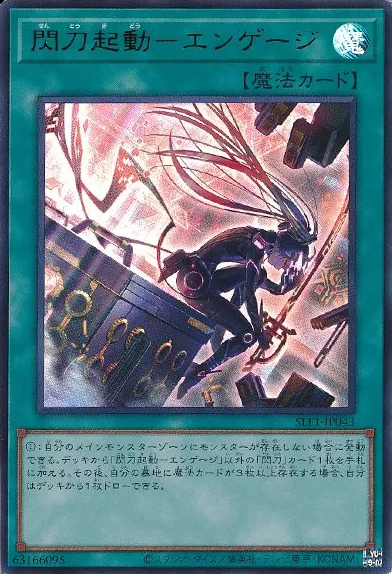 閃刀起動－エンゲージ
魔
【魔法カード】
SLF1-JP043
①：自分のメインモンスターゾーンにモンスターが存在しない場合に発動
できる。デッキから「閃刀起動－エンゲージ」以外の「閃刀」カード１枚を手札
に加える。その後、自分の墓地に魔法カードが３枚以上存在する場合、自分
はデッキから１枚ドローできる。
63166095
©スタジオ・ダイス／集英社・テレビ東京・KONAMI